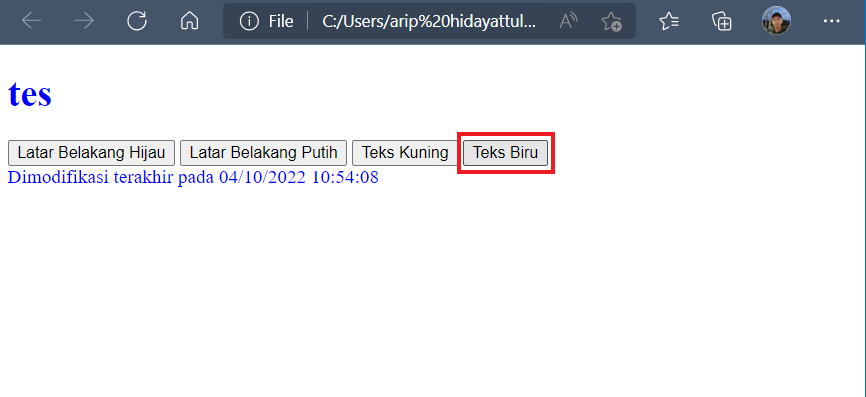 File C:/Users/arip%20hidayattul...
tes
Latar Belakang Hijau Latar Belakang Putih Teks Kuning Teks Biru
Dimodifikasi terakhir pada 04/10/2022 10:54:08